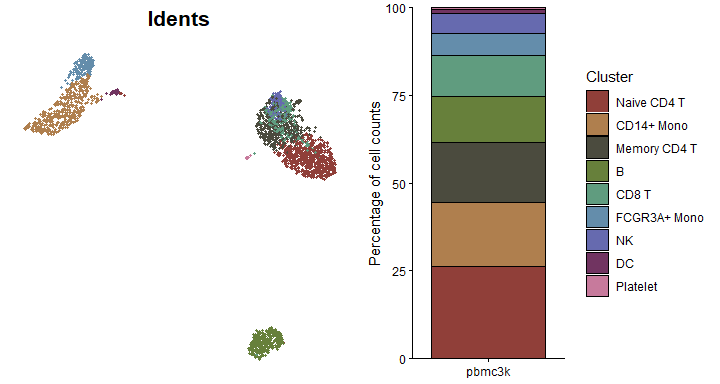 Idents
Percentage of cell counts
100
75
50
25
0
pbmc3k
Cluster
Naive CD4 T
CD14+ Mono
Memory CD4 T
B
CD8 T
FCGR3A+ Mono
NK
DC
Platelet